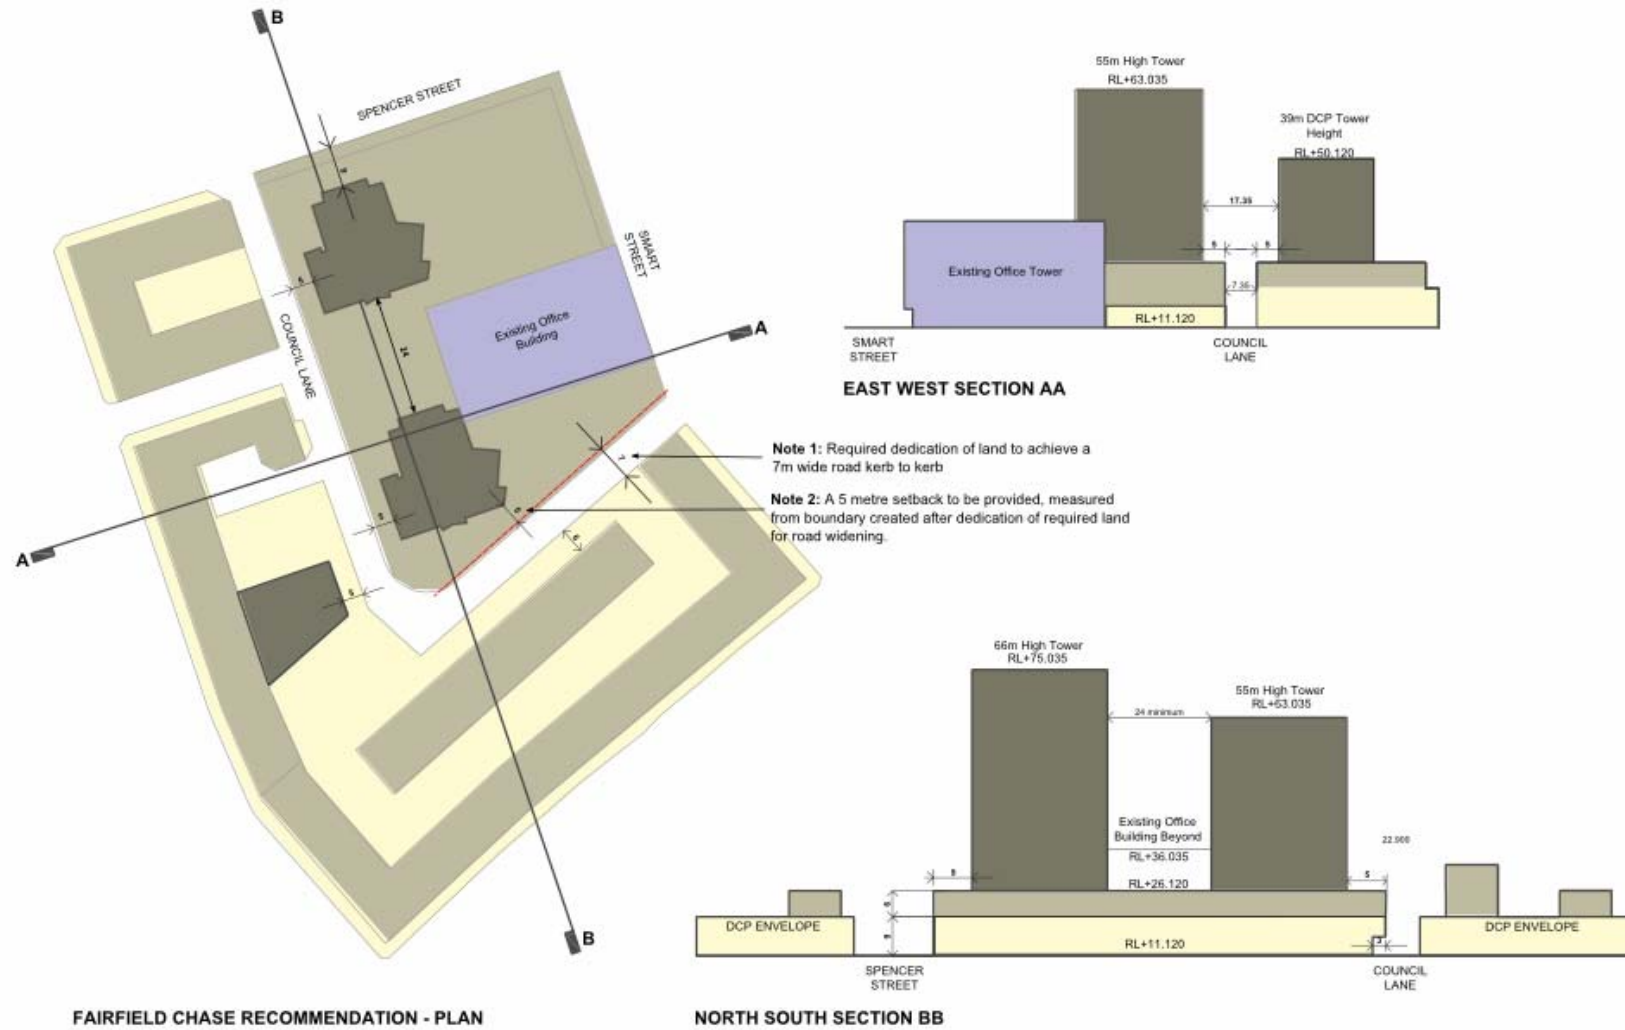 B
SPENCER STREET
SMART
STREET
Existing Office
Building
24
COUNCIL LANE
A
A
B
Note 1: Required dedication of land to achieve a
7m wide road kerb to kerb
Note 2: A 5 metre setback to be provided, measured
from boundary created after dedication of required land
for road widening.
FAIRFIELD CHASE RECOMMENDATION - PLAN
55m High Tower
RL+63.035
39m DCP Tower
Height
RL+50.120
17.35
7.35
Existing Office Tower
RL+11.120
SMART
STREET
COUNCIL
LANE
EAST WEST SECTION AA
66m High Tower
RL+75.035
55m High Tower
RL+63.035
24 minimum
Existing Office
Building Beyond
RL+36.035
RL+26.120
22.900
5
DCP ENVELOPE
DCP ENVELOPE
RL+11.120
SPENCER
STREET
COUNCIL
LANE
NORTH SOUTH SECTION BB